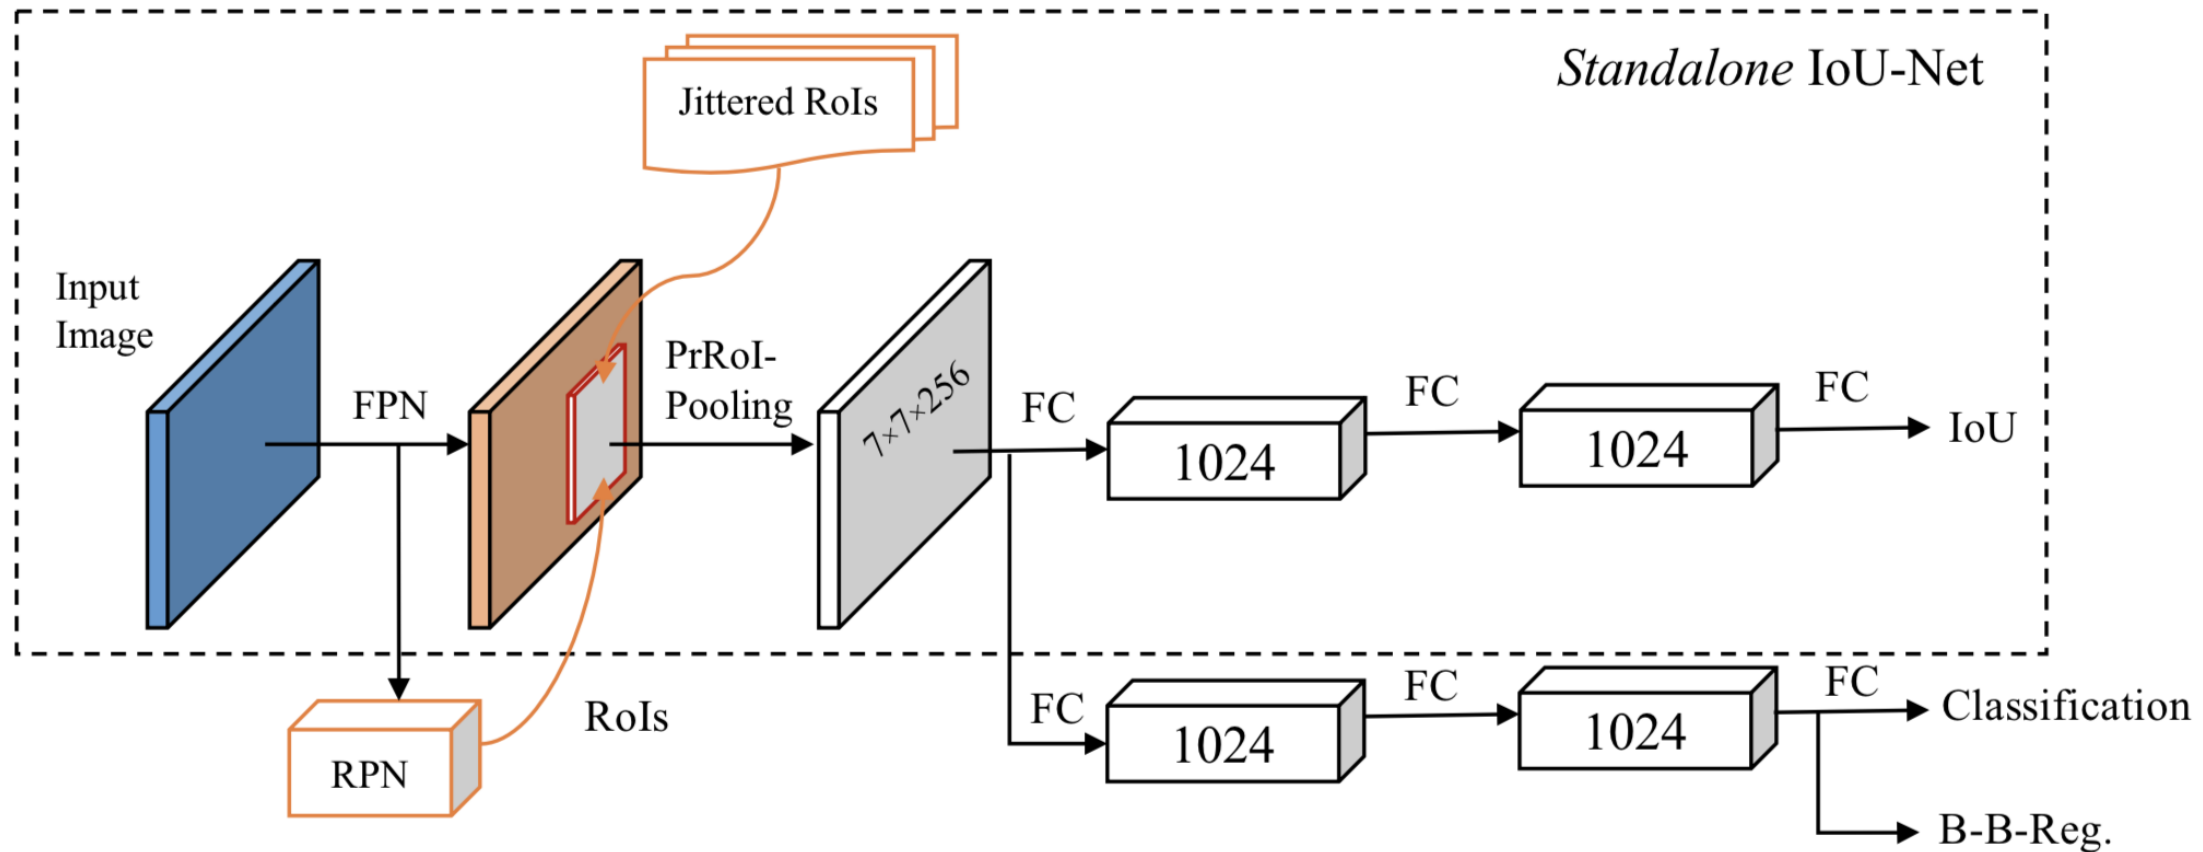 Standalone IoU-Net
Jittered RoIs
Input
Image
FPN
PrRoI-
Pooling
7×7×256
FC
1024
FC
1024
FC
IoU
RPN
RoIs
FC
1024
FC
1024
FC
Classification
B-B-Reg.